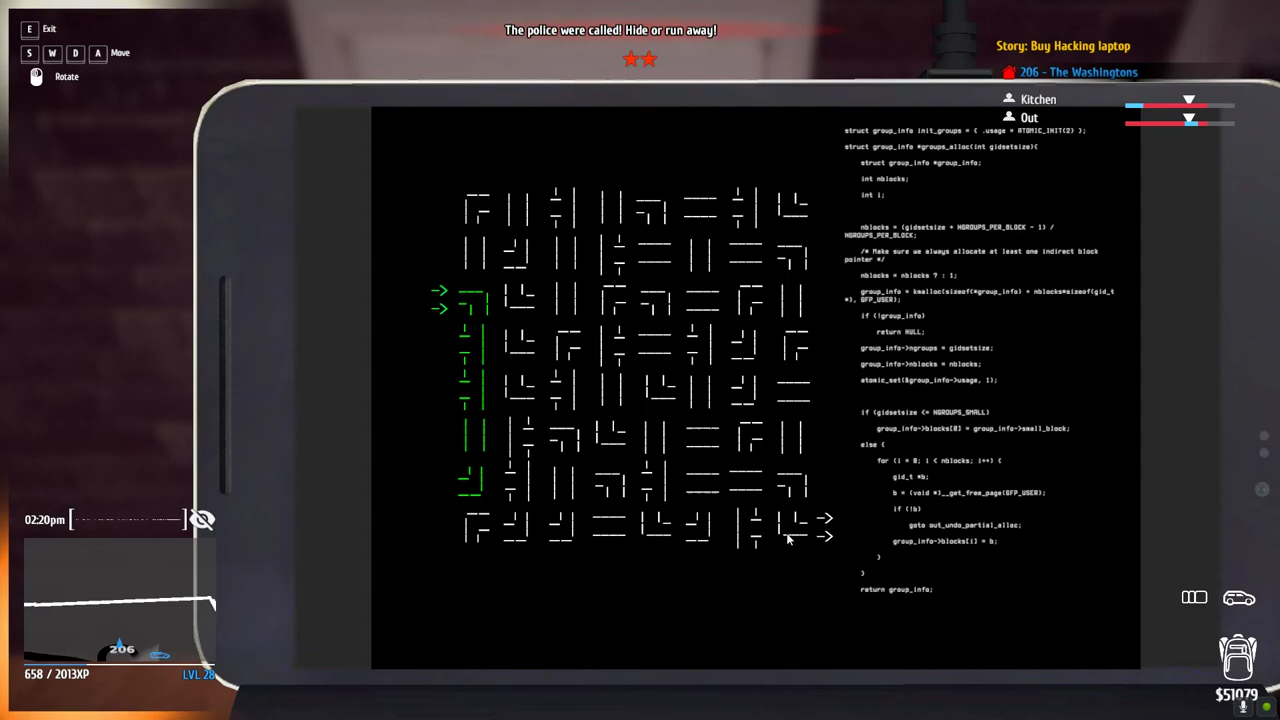 E Exit
S W D A Move
Rotate
The police were called! Hide or run away!
Story: Buy Hacking laptop
206 - The Washingtons
Kitchen
Out
struct group_info init_groups = { .usage = ATOMIC_INIT(2) };
struct group_info *groups_alloc(int gidsetsize){
struct group_info *group_info;
int nblocks;
int i;
nblocks = (gidsetsize + NGROUPS_PER_BLOCK - 1) /
NGROUPS_PER_BLOCK;
/* Make sure we always allocate at least one indirect block
pointer */
nblocks = nblocks ? : 1;
group_info = kmalloc(sizeof(*group_info) + nblocks*sizeof(gid_t
*), GFP_USER);
if (!group_info)
return NULL;
group_info->ngroups = gidsetsize;
group_info->nblocks = nblocks;
atomic_set(&group_info->usage, 1);
if (gidsetsize <= NGROUPS_SMALL)
group_info->blocks[0] = group_info->small_block;
else {
for (i = 0; i < nblocks; i++) {
gid_t *b;
b = (void *)__get_free_page(GFP_USER);
if (!b)
goto out_undo_partial_alloc;
group_info->blocks[i] = b;
}
}
return group_info;
02:20pm
206
658 / 2013XP
LVL 28
$51079